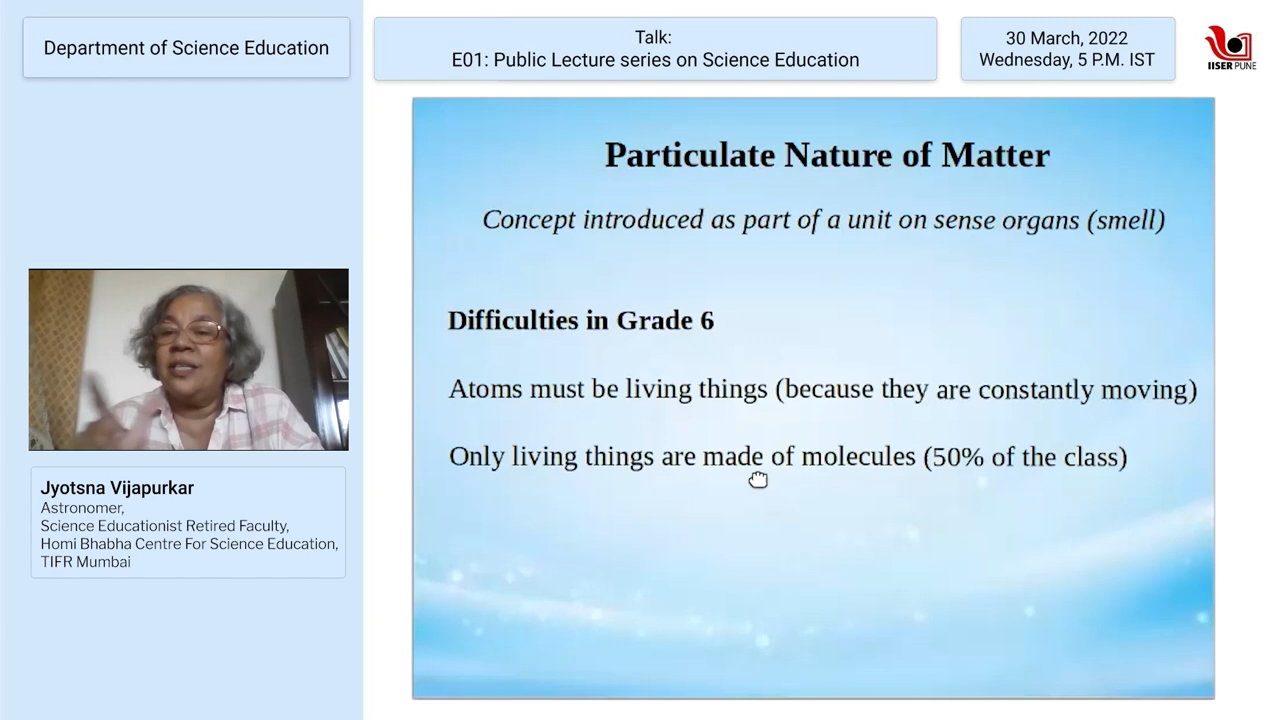 Department of Science Education
Talk:
E01: Public Lecture series on Science Education
30 March, 2022
Wednesday, 5 P.M. IST
IISER PUNE
Particulate Nature of Matter
Concept introduced as part of a unit on sense organs (smell)
Difficulties in Grade 6
Atoms must be living things (because they are constantly moving)
Only living things are made of molecules (50% of the class)
Jyotsna Vijapurkar
Astronomer,
Science Educationist Retired Faculty,
Homi Bhabha Centre For Science Education,
TIFR Mumbai